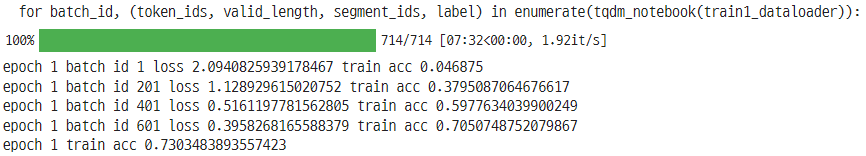 for batch_id, (token_ids, valid_length, segment_ids, label) in enumerate(tqdm_notebook(train1_dataloader)):
100% 714/714 [07:32<00:00, 1.92it/s]
epoch 1 batch id 1 loss 2.0940825939178467 train acc 0.046875
epoch 1 batch id 201 loss 1.128929615020752 train acc 0.3795087064676617
epoch 1 batch id 401 loss 0.5161197781562805 train acc 0.5977634039900249
epoch 1 batch id 601 loss 0.3958268165588379 train acc 0.7050748752079867
epoch 1 train acc 0.7303483893557423